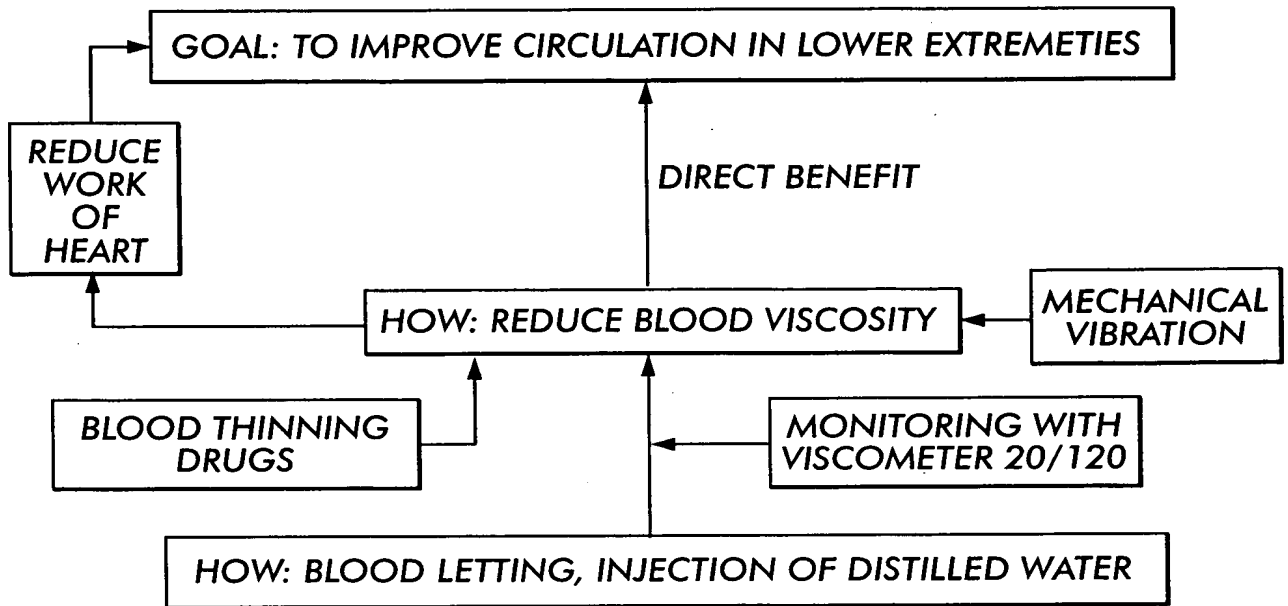 GOAL: TO IMPROVE CIRCULATION IN LOWER EXTREMETIES
REDUCE
WORK
OF
HEART
DIRECT BENEFIT
HOW: REDUCE BLOOD VISCOSITY
MECHANICAL
VIBRATION
BLOOD THINNING
DRUGS
MONITORING WITH
VISCOMETER 20/120
HOW: BLOOD LETTING, INJECTION OF DISTILLED WATER